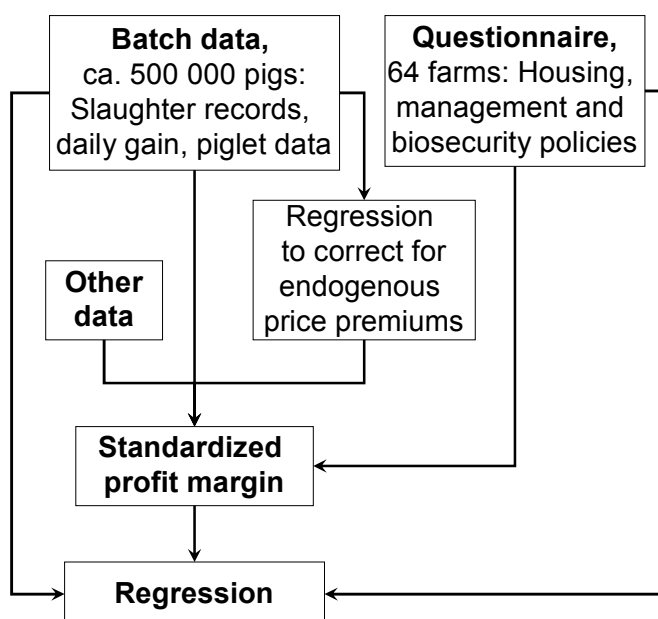 Batch data,
ca. 500 000 pigs:
Slaughter records,
daily gain, piglet data
Questionnaire,
64 farms: Housing,
management and
biosecurity policies
Regression
to correct for
endogenous
price premiums
Other
data
Standardized
profit margin
Regression